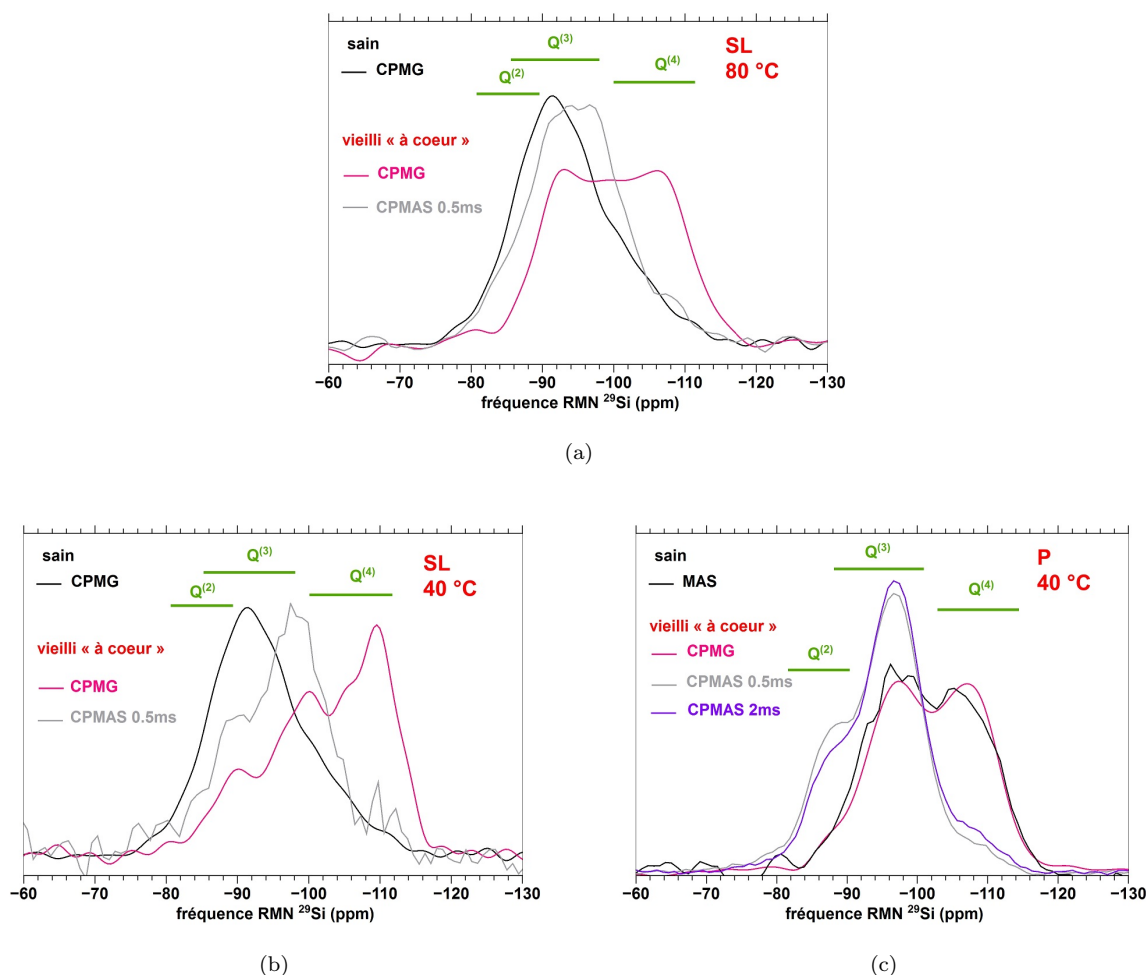 sain
CPMG
Q(3)
Q(2)
Q(4)
SL
80 °C
vieilli « à coeur »
CPMG
CPMAS 0.5ms
−60 −70 −80 −90 −100 −110 −120 −130
fréquence RMN 29Si (ppm)
(a)
sain
CPMG
Q(3)
Q(2)
Q(4)
SL
40 °C
vieilli « à coeur »
CPMG
CPMAS 0.5ms
−60 −70 −80 −90 −100 −110 −120 −130
fréquence RMN 29Si (ppm)
(b)
sain
MAS
Q(3)
Q(4)
P
40 °C
vieilli « à coeur »
Q(2)
CPMG
CPMAS 0.5ms
CPMAS 2ms
−60 −70 −80 −90 −100 −110 −120 −130
fréquence RMN 29Si (ppm)
(c)